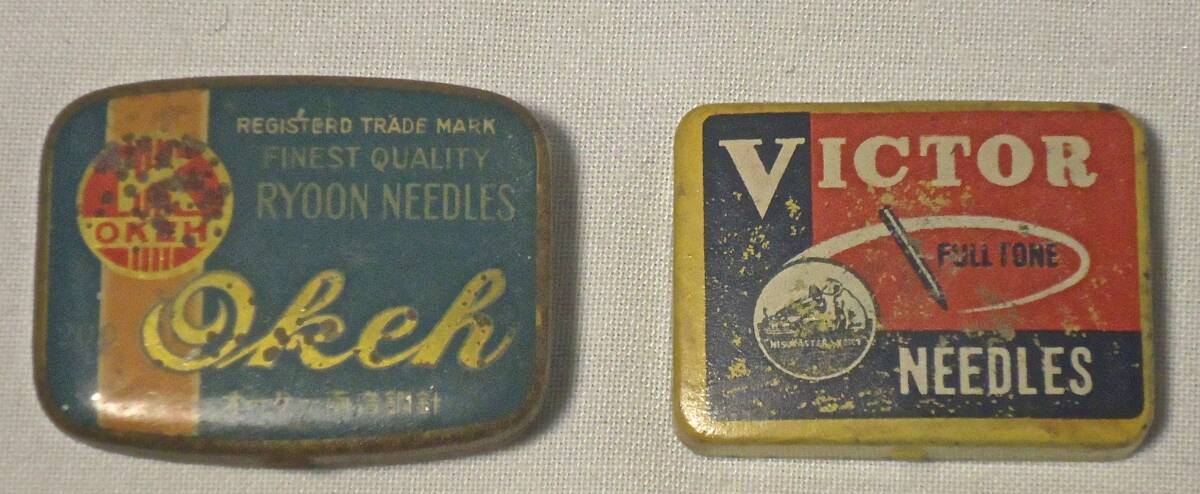 REGISTERD TRADE MARK
FINEST QUALITY
RYOON NEEDLES
OKEH
Okeh
VICTOR
FULL TONE
HIS MASTER'S VOICE
NEEDLES